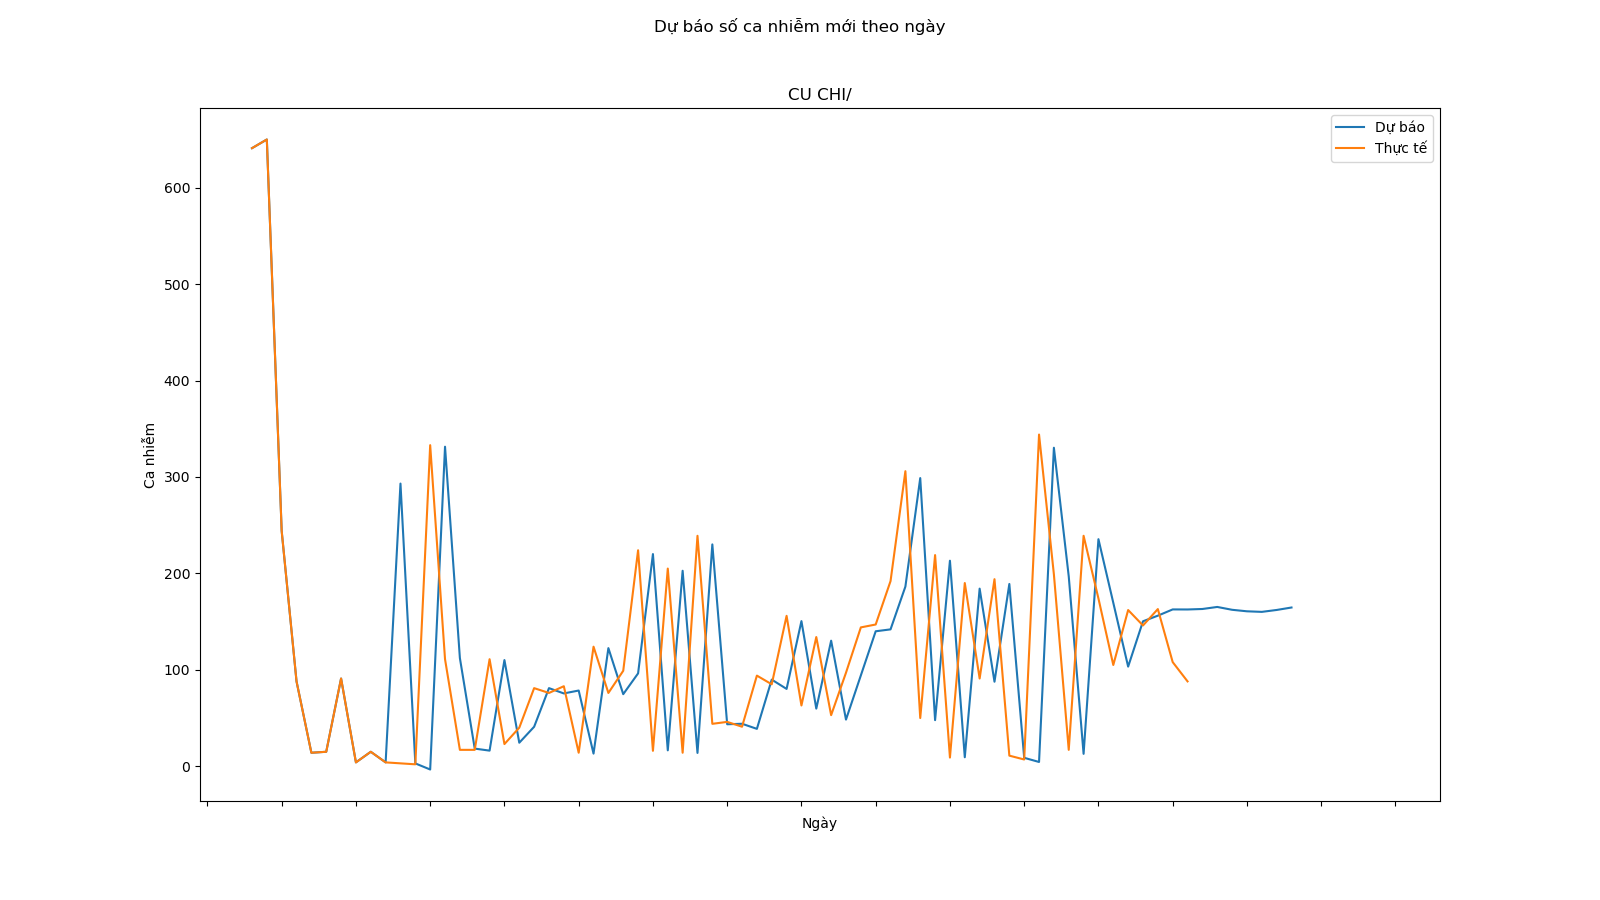 Dự báo số ca nhiễm mới theo ngày
CU CHI/
Dự báo
Thực tế
600
500
400
300
200
100
0
Ca nhiễm
Ngày